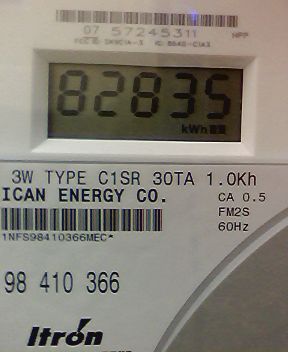 07 57245311 HPP
82835
kWh
3W TYPE C1SR 30TA 1.0Kh
ICAN ENERGY CO.
CA 0.5
FM2S
60Hz
1NFS98410366MEC*
98 410 366
Itron